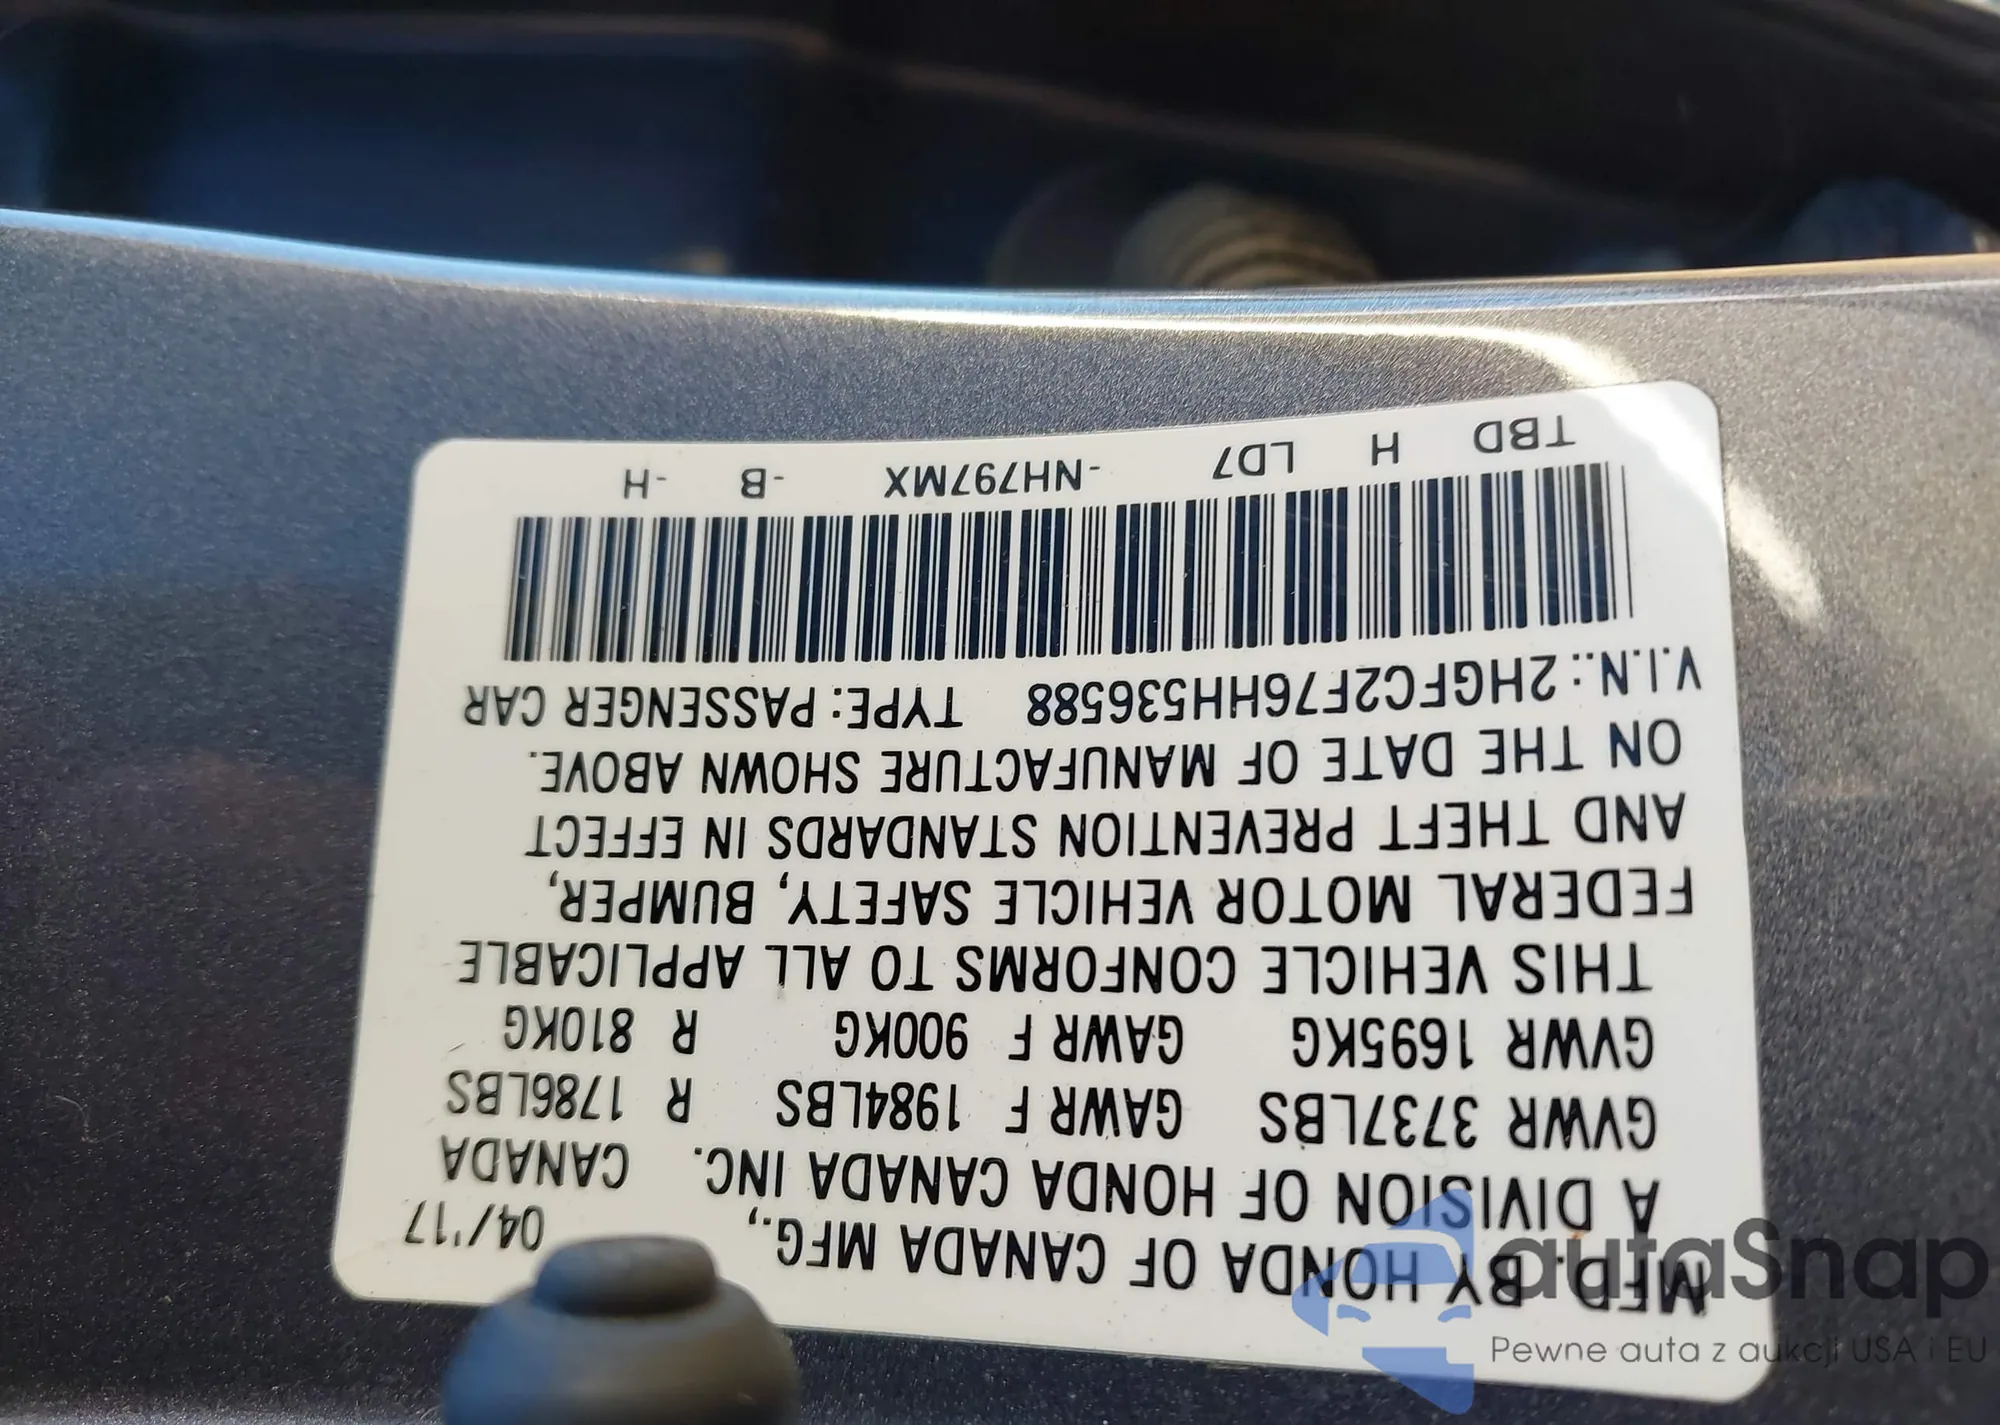 MFD. BY HONDA OF CANADA MFG., 04/'17
A DIVISION OF HONDA CANADA INC. CANADA
GVWR 3737LBS GAWR F 1984LBS R 1786LBS
GVWR 1695KG GAWR F 900KG R 810KG
THIS VEHICLE CONFORMS TO ALL APPLICABLE
FEDERAL MOTOR VEHICLE SAFETY, BUMPER,
AND THEFT PREVENTION STANDARDS IN EFFECT
ON THE DATE OF MANUFACTURE SHOWN ABOVE.
V.I.N.: 2HGFC2F76HH536588 TYPE: PASSENGER CAR
TBD H LD7 -NH797MX -B -H
autaSnap
Pewne auta z aukcji USA i EU